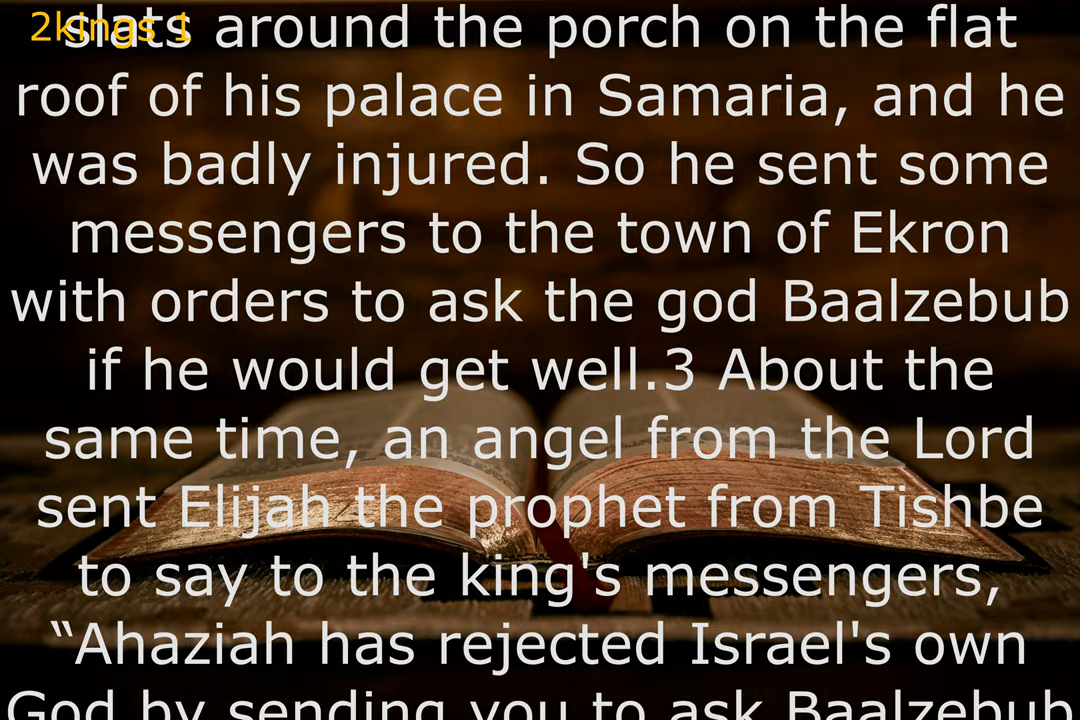 2kings 1
slats around the porch on the flat
roof of his palace in Samaria, and he
was badly injured. So he sent some
messengers to the town of Ekron
with orders to ask the god Baalzebub
if he would get well.3 About the
same time, an angel from the Lord
sent Elijah the prophet from Tishbe
to say to the king's messengers,
“Ahaziah has rejected Israel's own
God by sending you to ask Baalzebub